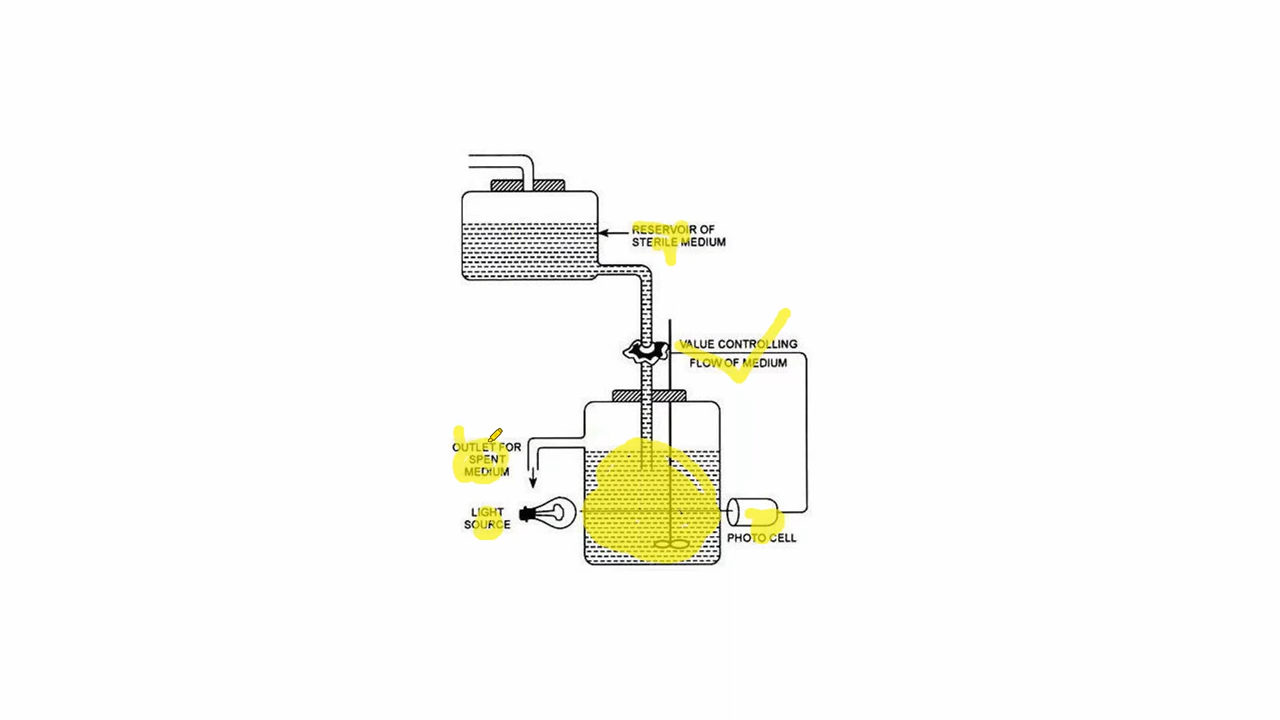 RESERVOIR OF
STERILE MEDIUM
VALUE CONTROLLING
FLOW OF MEDIUM
OUTLET FOR
SPENT
MEDIUM
LIGHT
SOURCE
PHOTO CELL